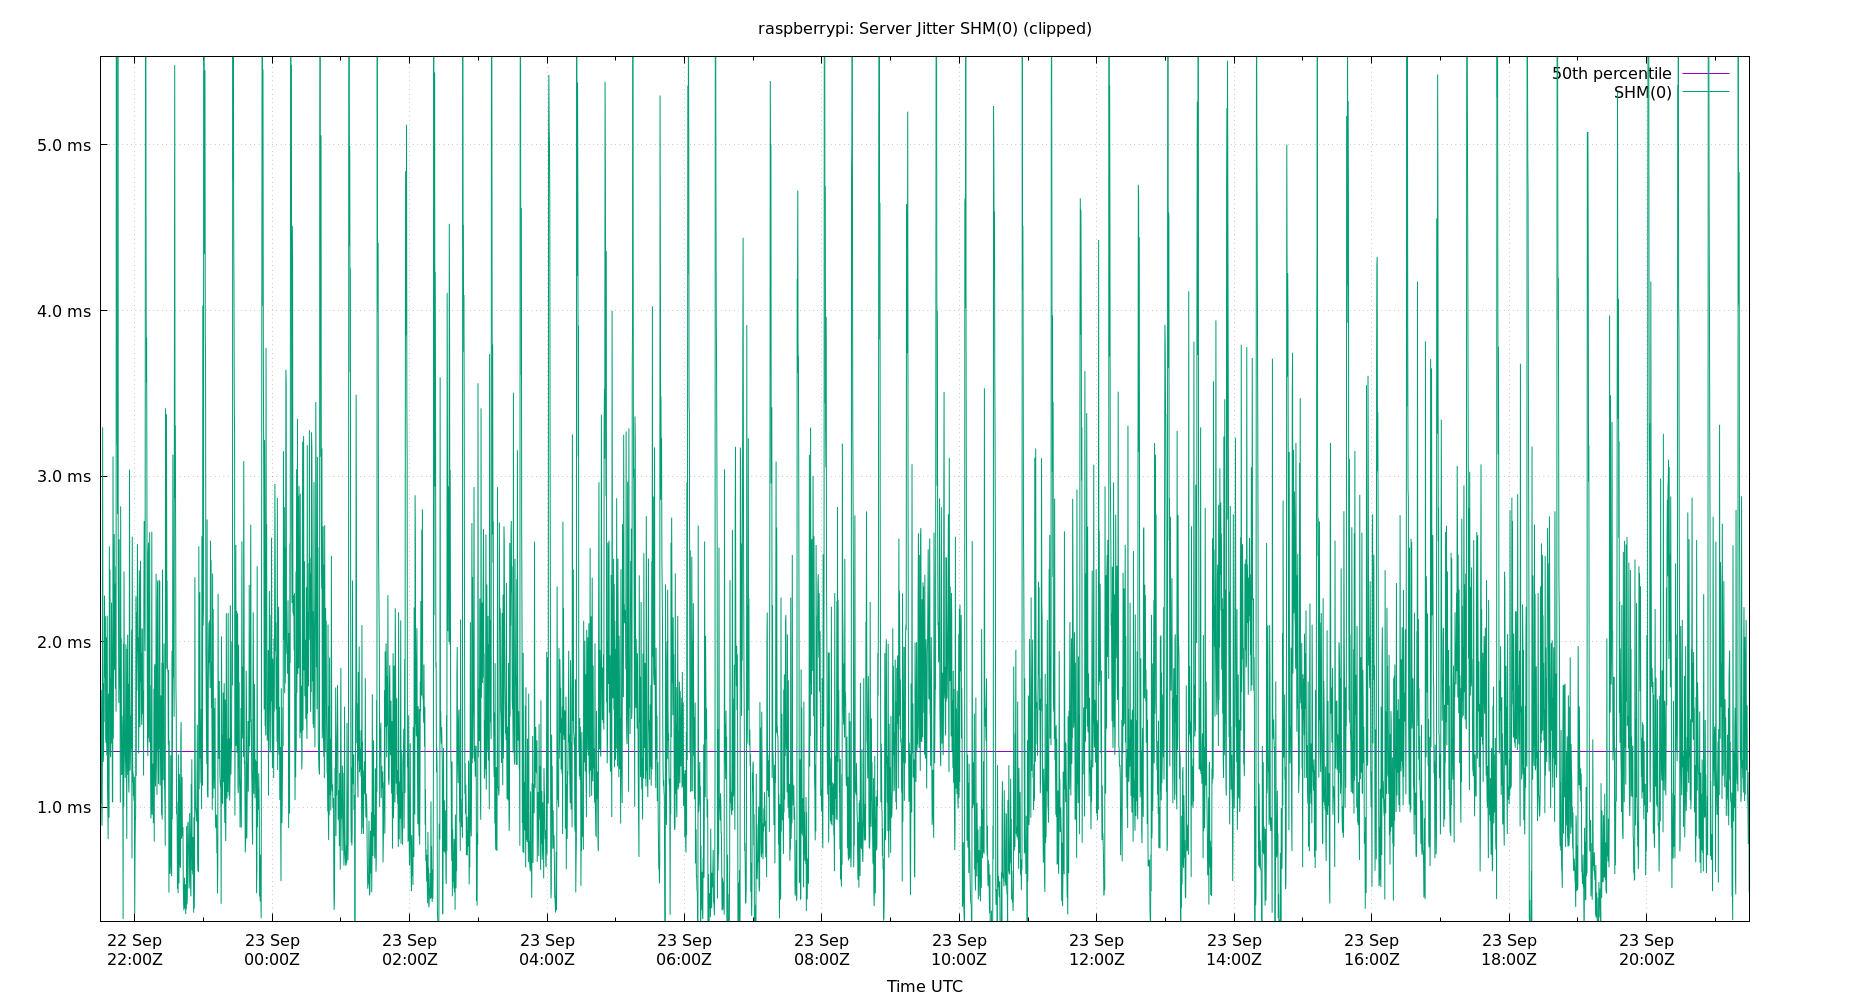 raspberrypi: Server Jitter SHM(0) (clipped)
50th percentile
SHM(0)
5.0 ms
4.0 ms
3.0 ms
2.0 ms
1.0 ms
22 Sep 23 Sep 23 Sep 23 Sep 23 Sep 23 Sep 23 Sep 23 Sep 23 Sep 23 Sep 23 Sep 23 Sep
22:00Z 00:00Z 02:00Z 04:00Z 06:00Z 08:00Z 10:00Z 12:00Z 14:00Z 16:00Z 18:00Z 20:00Z
Time UTC